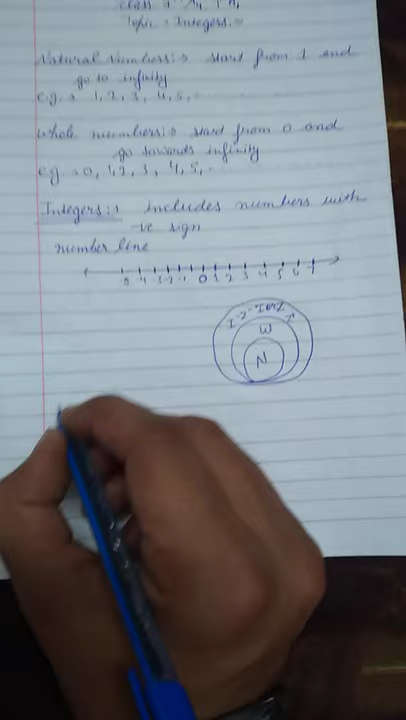 Topic :- Integers.
Natural Numbers :> start from 1 and
go to infinity
e.g. :> 1, 2, 3, 4, 5,
whole numbers :> start from 0 and
go towards infinity
e.g. :> 0, 1, 2, 3, 4, 5,
Integers :> includes numbers with
-ve sign
number line
0 1 2 3 4 5 6 7
W
N